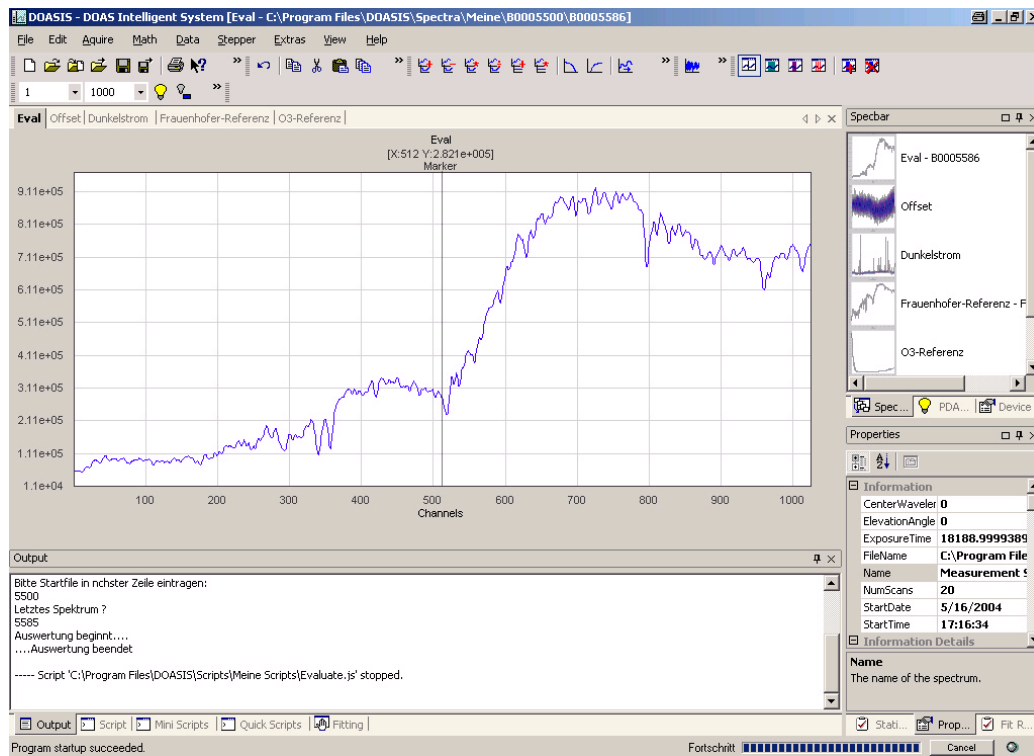 DOASIS - DOAS Intelligent System [Eval - C:\Program Files\DOASIS\Spectra\Meine\B0005500\B0005586]
File Edit Aquire Math Data Stepper Extras View Help
1 1000
Eval Offset Dunkelstrom Frauenhofer-Referenz O3-Referenz
Eval
[X:512 Y:2.821e+005]
Marker
9.11e+05
8.11e+05
7.11e+05
6.11e+05
5.11e+05
4.11e+05
3.11e+05
2.11e+05
1.11e+05
1.1e+04
100 200 300 400 500 600 700 800 900 1000
Channels
Specbar
Eval - B0005586
Offset
Dunkelstrom
Frauenhofer-Referenz - F
O3-Referenz
Spec... PDA... Device
Properties
Information
CenterWaveler 0
ElevationAngle 0
ExposureTime 18188.9999389
FileName C:\Program File
Name Measurement S
NumScans 20
StartDate 5/16/2004
StartTime 17:16:34
Information Details
Name
The name of the spectrum.
Stati... Prop... Fit R...
Output
Bitte Startfile in nchster Zeile eintragen:
5500
Letztes Spektrum ?
5585
Auswertung beginnt....
....Auswertung beendet
----- Script 'C:\Program Files\DOASIS\Scripts\Meine Scripts\Evaluate.js' stopped.
Output Script Mini Scripts Quick Scripts Fitting
Program startup succeeded.
Fortschritt Cancel